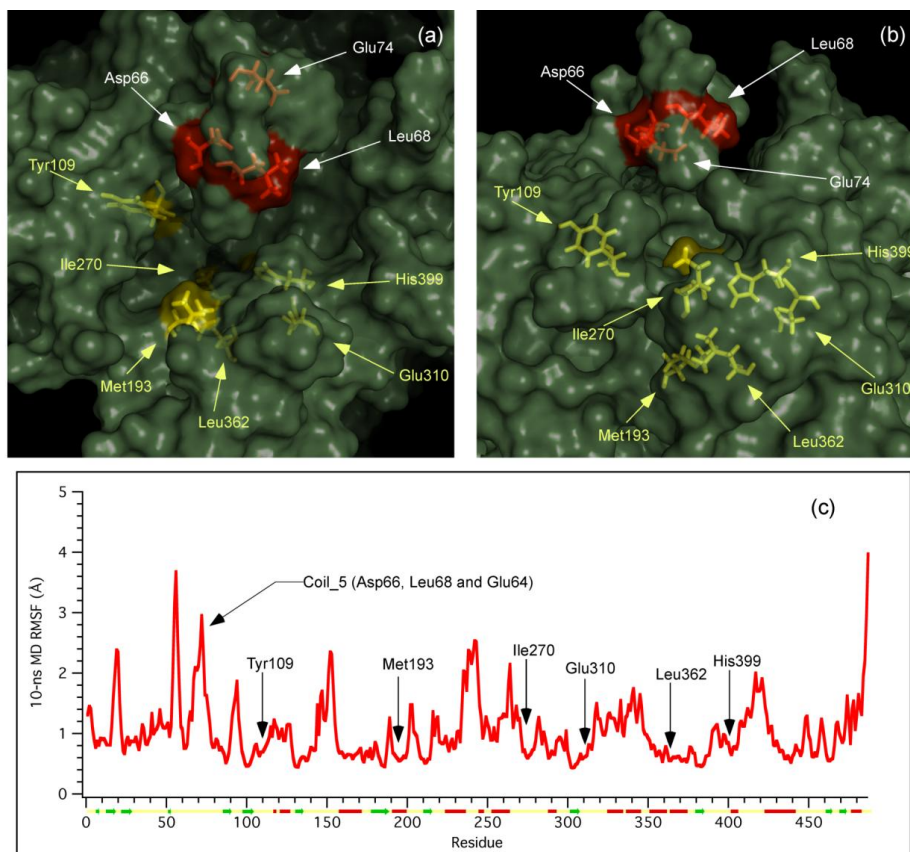 (a)
Glu74
Asp66
Leu68
Tyr109
Ile270
His399
Met193
Glu310
Leu362
(b)
Leu68
Asp66
Glu74
Tyr109
His399
Ile270
Glu310
Met193
Leu362
(c)
5
4
3
2
1
0
10-ns MD RMSF (Å)
Coil_5 (Asp66, Leu68 and Glu64)
Tyr109
Met193
Ile270
Glu310
Leu362
His399
0 50 100 150 200 250 300 350 400 450
Residue